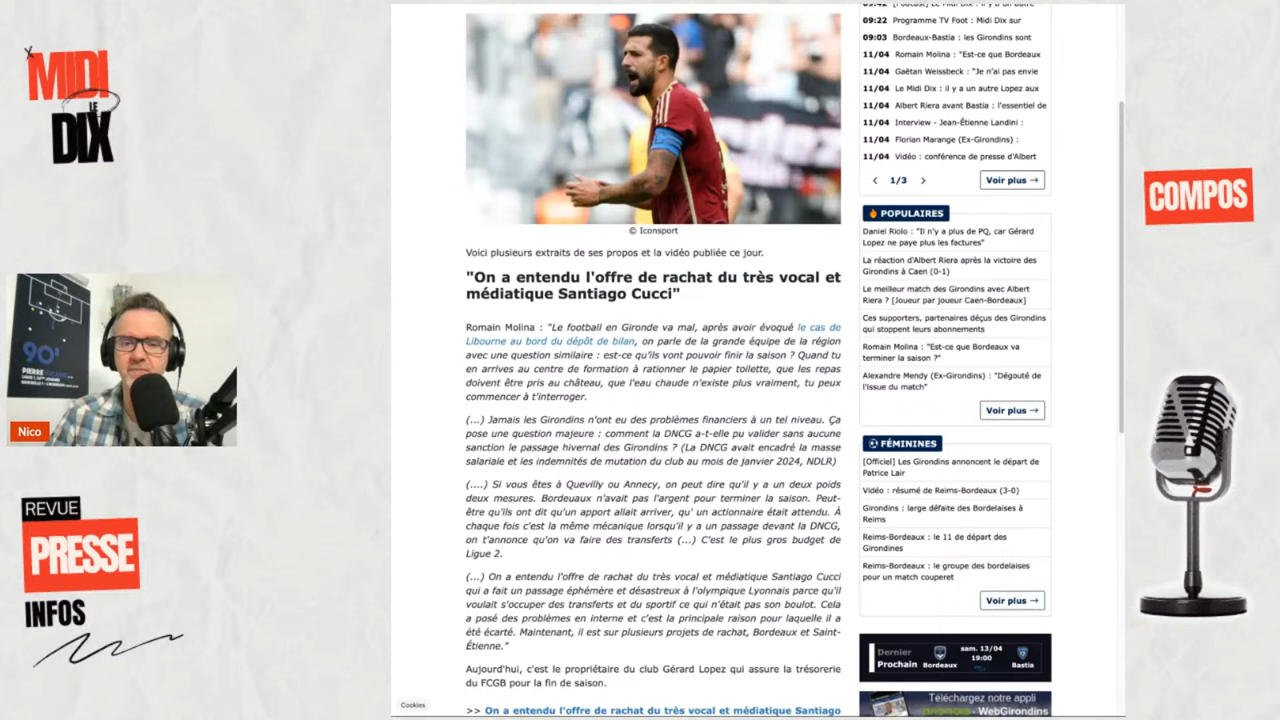 MIDI
LE
DIX
90'
Nico
REVUE
PRESSE
INFOS
© Iconsport
Voici plusieurs extraits de ses propos et la vidéo publiée ce jour.
"On a entendu l'offre de rachat du très vocal et
médiatique Santiago Cucci"
Romain Molina : "Le football en Gironde va mal, après avoir évoqué le cas de
Libourne au bord du dépôt de bilan, on parle de la grande équipe de la région
avec une question similaire : est-ce qu'ils vont pouvoir finir la saison ? Quand tu
en arrives au centre de formation à rationner le papier toilette, que les repas
doivent être pris au château, que l'eau chaude n'existe plus vraiment, tu peux
commencer à t'interroger.
(...) Jamais les Girondins n'ont eu des problèmes financiers à un tel niveau. Ça
pose une question majeure : comment la DNCG a-t-elle pu valider sans aucune
sanction le passage hivernal des Girondins ? (La DNCG avait encadré la masse
salariale et les indemnités de mutation du club au mois de janvier 2024, NDLR)
(....) Si vous êtes à Quevilly ou Annecy, on peut dire qu'il y a un deux poids
deux mesures. Bordeuaux n'avait pas l'argent pour terminer la saison. Peut-
être qu'ils ont dit qu'un apport allait arriver, qu' un actionnaire était attendu. À
chaque fois c'est la même mécanique lorsqu'il y a un passage devant la DNCG,
on t'annonce qu'on va faire des transferts (...) C'est le plus gros budget de
Ligue 2.
(...) On a entendu l'offre de rachat du très vocal et médiatique Santiago Cucci
qui a fait un passage éphémère et désastreux à l'olympique Lyonnais parce qu'il
voulait s'occuper des transferts et du sportif ce qui n'était pas son boulot. Cela
a posé des problèmes en interne et c'est la principale raison pour laquelle il a
été écarté. Maintenant, il est sur plusieurs projets de rachat, Bordeaux et Saint-
Étienne."
Aujourd'hui, c'est le propriétaire du club Gérard Lopez qui assure la trésorerie
du FCGB pour la fin de saison.
>> On a entendu l'offre de rachat du très vocal et médiatique Santiago
Cookies
09:22 Programme TV Foot : Midi Dix sur
09:03 Bordeaux-Bastia : les Girondins sont
11/04 Romain Molina : "Est-ce que Bordeaux
11/04 Gaëtan Weissbeck : "Je n'ai pas envie
11/04 Le Midi Dix : il y a un autre Lopez aux
11/04 Albert Riera avant Bastia : l'essentiel de
11/04 Interview - Jean-Étienne Landini :
11/04 Florian Marange (Ex-Girondins) :
11/04 Vidéo : conférence de presse d'Albert
1/3
Voir plus →
POPULAIRES
Daniel Riolo : "Il n'y a plus de PQ, car Gérard
Lopez ne paye plus les factures"
La réaction d'Albert Riera après la victoire des
Girondins à Caen (0-1)
Le meilleur match des Girondins avec Albert
Riera ? [Joueur par joueur Caen-Bordeaux]
Ces supporters, partenaires déçus des Girondins
qui stoppent leurs abonnements
Romain Molina : "Est-ce que Bordeaux va
terminer la saison ?"
Alexandre Mendy (Ex-Girondins) : "Dégouté de
l'issue du match"
Voir plus →
FÉMININES
[Officiel] Les Girondins annoncent le départ de
Patrice Lair
Vidéo : résumé de Reims-Bordeaux (3-0)
Girondins : large défaite des Bordelaises à
Reims
Reims-Bordeaux : le 11 de départ des
Girondines
Reims-Bordeaux : le groupe des bordelaises
pour un match couperet
Voir plus →
Dernier
Prochain
Bordeaux
sam. 13/04
19:00
Bastia
Téléchargez notre appli
ANDROID - WebGirondins
COMPOS